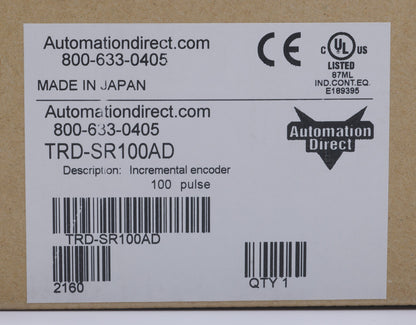 Automationdirect.com
800-633-0405
MADE IN JAPAN
CE
C UL US
LISTED
87ML
IND.CONT.EQ.
E189395
Automationdirect.com
800-633-0405
TRD-SR100AD
Description: Incremental encoder
100 pulse
Automation
Direct
TRD-SR100AD
2160
QTY 1